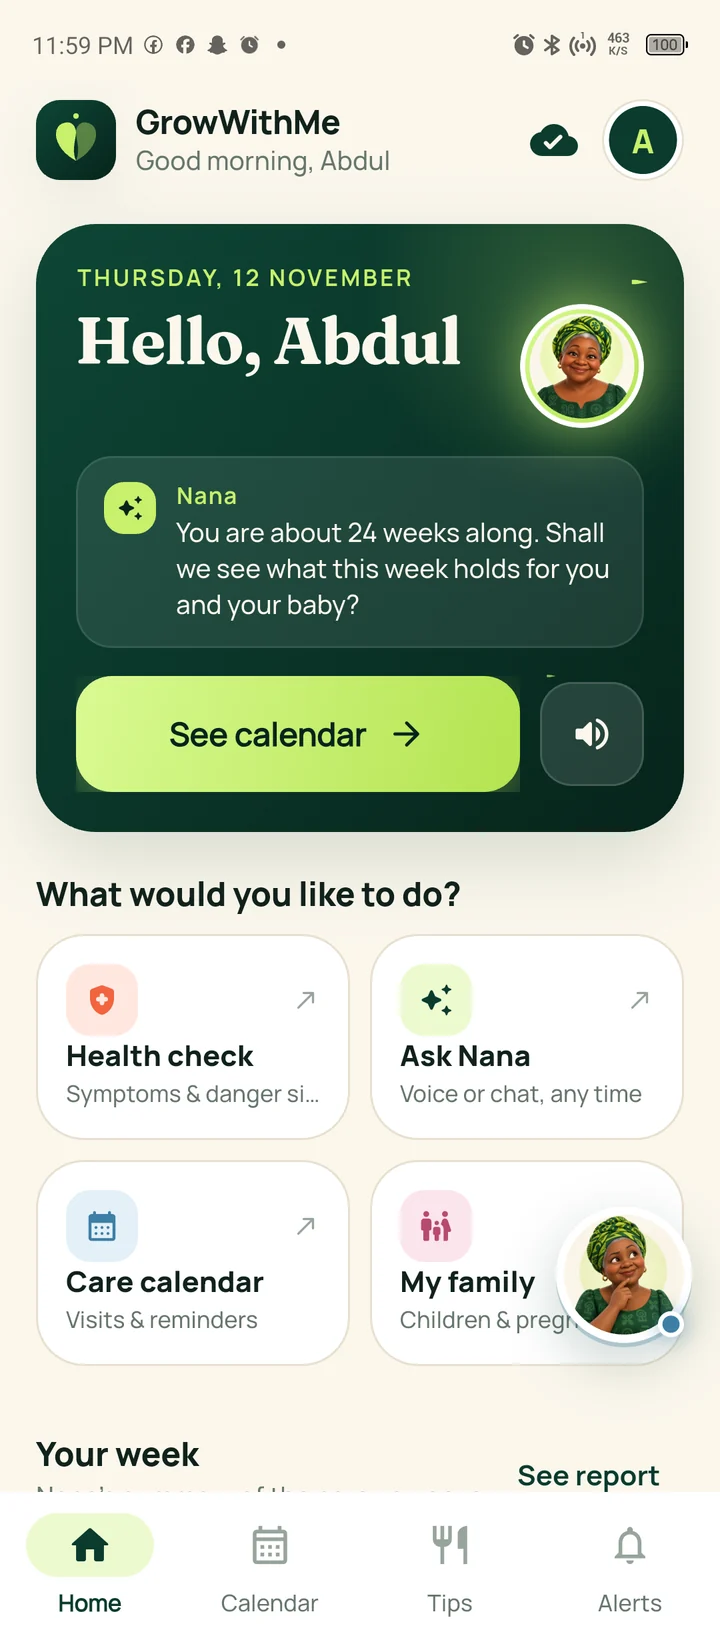 11:59 PM
463
K/S
100
GrowWithMe
Good morning, Abdul
A
THURSDAY, 12 NOVEMBER
Hello, Abdul
Nana
You are about 24 weeks along. Shall
we see what this week holds for you
and your baby?
See calendar
What would you like to do?
Health check
Symptoms & danger si...
Ask Nana
Voice or chat, any time
Care calendar
Visits & reminders
My family
Children &
Your week
See report
Home
Calendar
Tips
Alerts